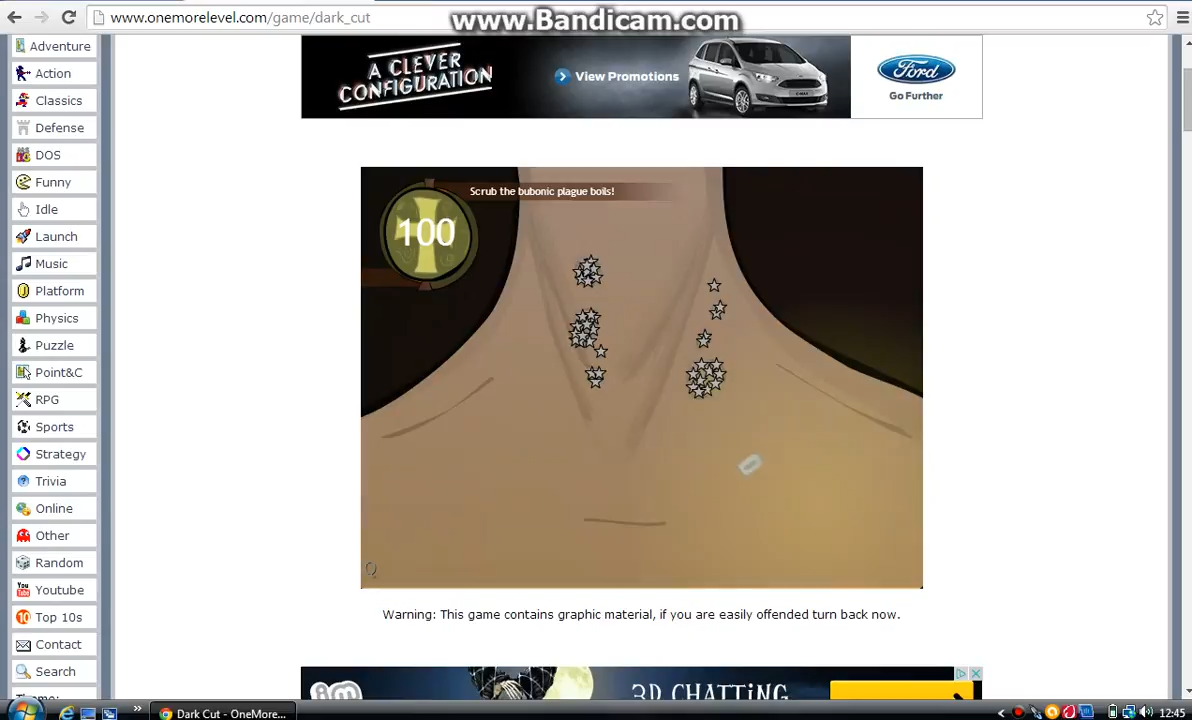 www.onemorelevel.com/game/dark_cut
www.Bandicam.com
Adventure
Action
Classics
Defense
DOS
Funny
Idle
Launch
Music
Platform
Physics
Puzzle
Point&C
RPG
Sports
Strategy
Trivia
Online
Other
Random
Youtube
Top 10s
Contact
Search
Theme:
A CLEVER
CONFIGURATION
View Promotions
Ford
Go Further
Scrub the bubonic plague boils!
100
Warning: This game contains graphic material, if you are easily offended turn back now.
im
3D CHATTING
Dark Cut - OneMore...
12:45